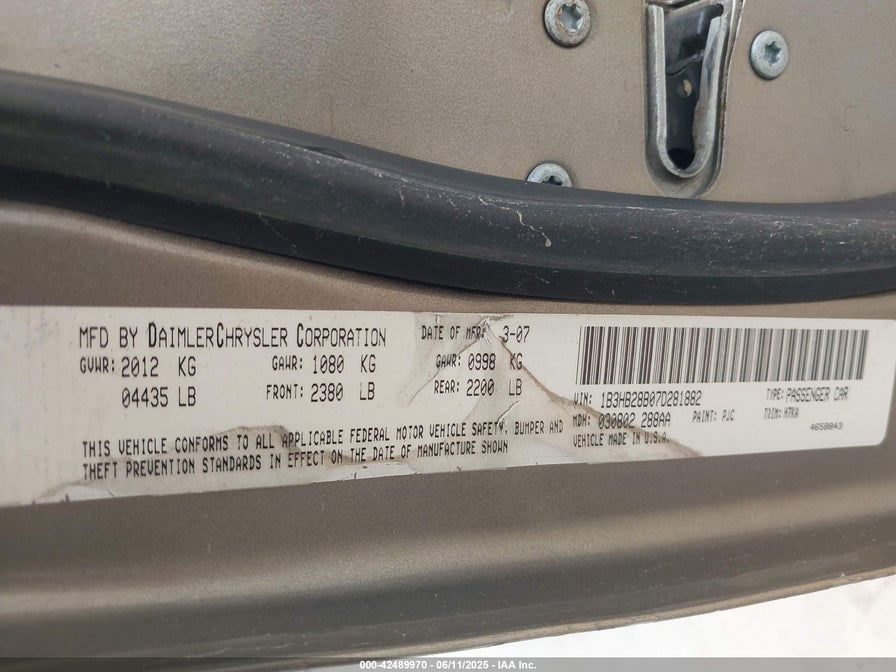 MFD BY DAIMLERCHRYSLER CORPORATION DATE OF MFR: 3-07
GVWR: 2012 KG GAWR: 1080 KG GAWR: 0998 KG
04435 LB FRONT: 2380 LB REAR: 2200 LB
THIS VEHICLE CONFORMS TO ALL APPLICABLE FEDERAL MOTOR VEHICLE SAFETY, BUMPER AND
THEFT PREVENTION STANDARDS IN EFFECT ON THE DATE OF MANUFACTURE SHOWN
VIN: 1B3HB28B07D281882 TYPE: PASSENGER CAR
MDH: 030802 288AA PAINT: PJC TRIM: H7KA
VEHICLE MADE IN U.S.A. 4658843
000-42489970 - 06/11/2025 - IAA Inc.